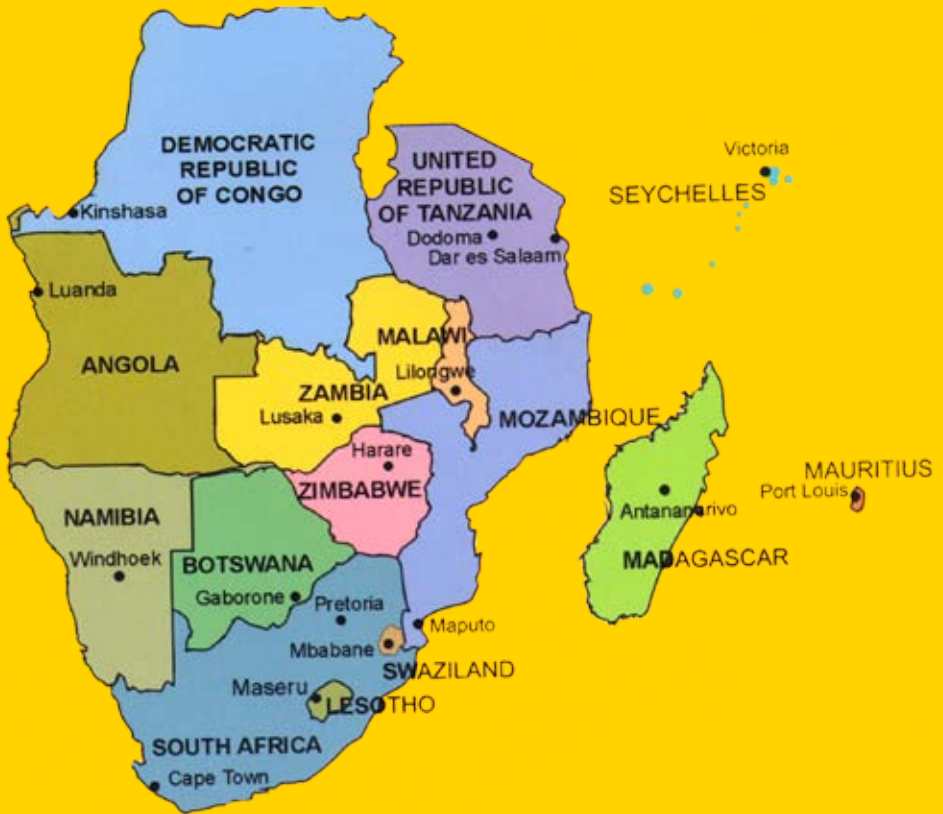 DEMOCRATIC
REPUBLIC
OF CONGO
Kinshasa
UNITED
REPUBLIC
OF TANZANIA
Dodoma
Dar es Salaam
Victoria
SEYCHELLES
Luanda
ANGOLA
MALAWI
Lilongwe
ZAMBIA
Lusaka
MOZAMBIQUE
Harare
ZIMBABWE
MAURITIUS
Port Louis
Antananarivo
MADAGASCAR
NAMIBIA
Windhoek
BOTSWANA
Gaborone
Pretoria
Maputo
Mbabane
SWAZILAND
Maseru
LESOTHO
SOUTH AFRICA
Cape Town